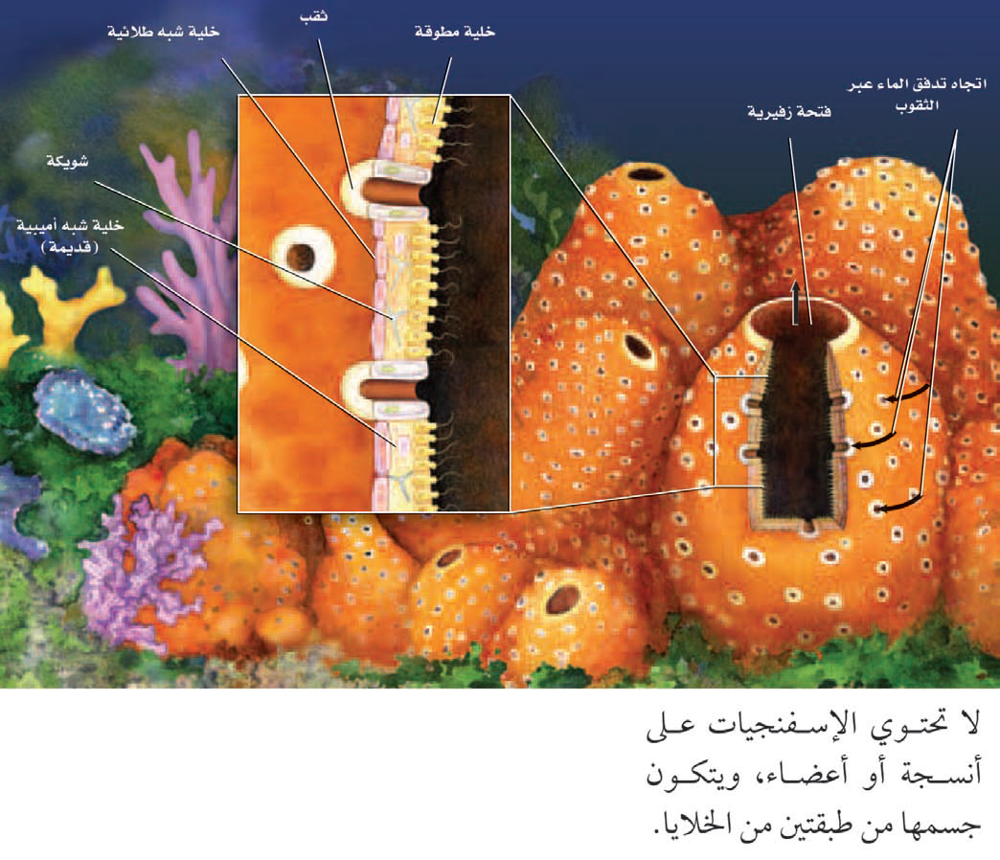 اتجاه تدفق الماء عبر
الثقوب
فتحة زفيرية
خلية مطوقة
ثقب
خلية شبه طلائية
شويكة
خلية شبه أميبية
(قديمة)
لا تحتوي الإسفنجيات على
أنسجة أو أعضاء، ويتكون
جسمها من طبقتين من الخلايا.